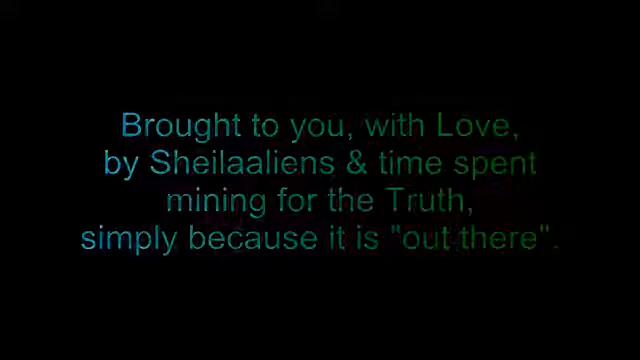 Brought to you, with Love,
by Sheilaaliens & time spent
mining for the Truth,
simply because it is "out there".